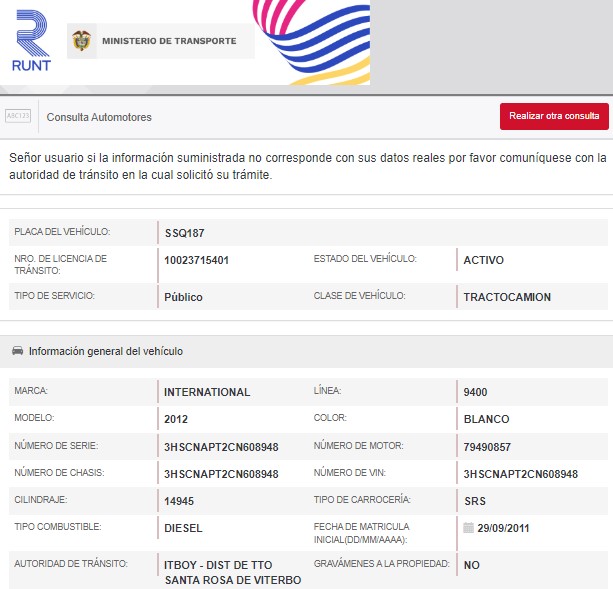 RUNT
MINISTERIO DE TRANSPORTE
ABC123
Consulta Automotores
Realizar otra consulta
Señor usuario si la información suministrada no corresponde con sus datos reales por favor comuníquese con la
autoridad de tránsito en la cual solicitó su trámite.
PLACA DEL VEHÍCULO: SSQ187
NRO. DE LICENCIA DE
TRÁNSITO: 10023715401 ESTADO DEL VEHÍCULO: ACTIVO
TIPO DE SERVICIO: Público CLASE DE VEHÍCULO: TRACTOCAMION
Información general del vehículo
MARCA: INTERNATIONAL LÍNEA: 9400
MODELO: 2012 COLOR: BLANCO
NÚMERO DE SERIE: 3HSCNAPT2CN608948 NÚMERO DE MOTOR: 79490857
NÚMERO DE CHASIS: 3HSCNAPT2CN608948 NÚMERO DE VIN: 3HSCNAPT2CN608948
CILINDRAJE: 14945 TIPO DE CARROCERÍA: SRS
TIPO COMBUSTIBLE: DIESEL FECHA DE MATRICULA
INICIAL(DD/MM/AAAA): 29/09/2011
AUTORIDAD DE TRÁNSITO: ITBOY - DIST DE TTO
SANTA ROSA DE VITERBO GRAVÁMENES A LA PROPIEDAD: NO